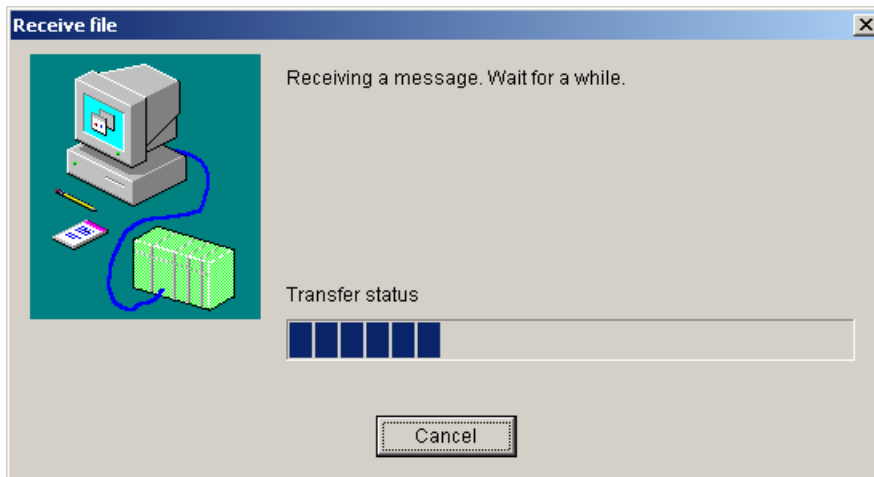 Receive file
Receiving a message. Wait for a while.
Transfer status
Cancel